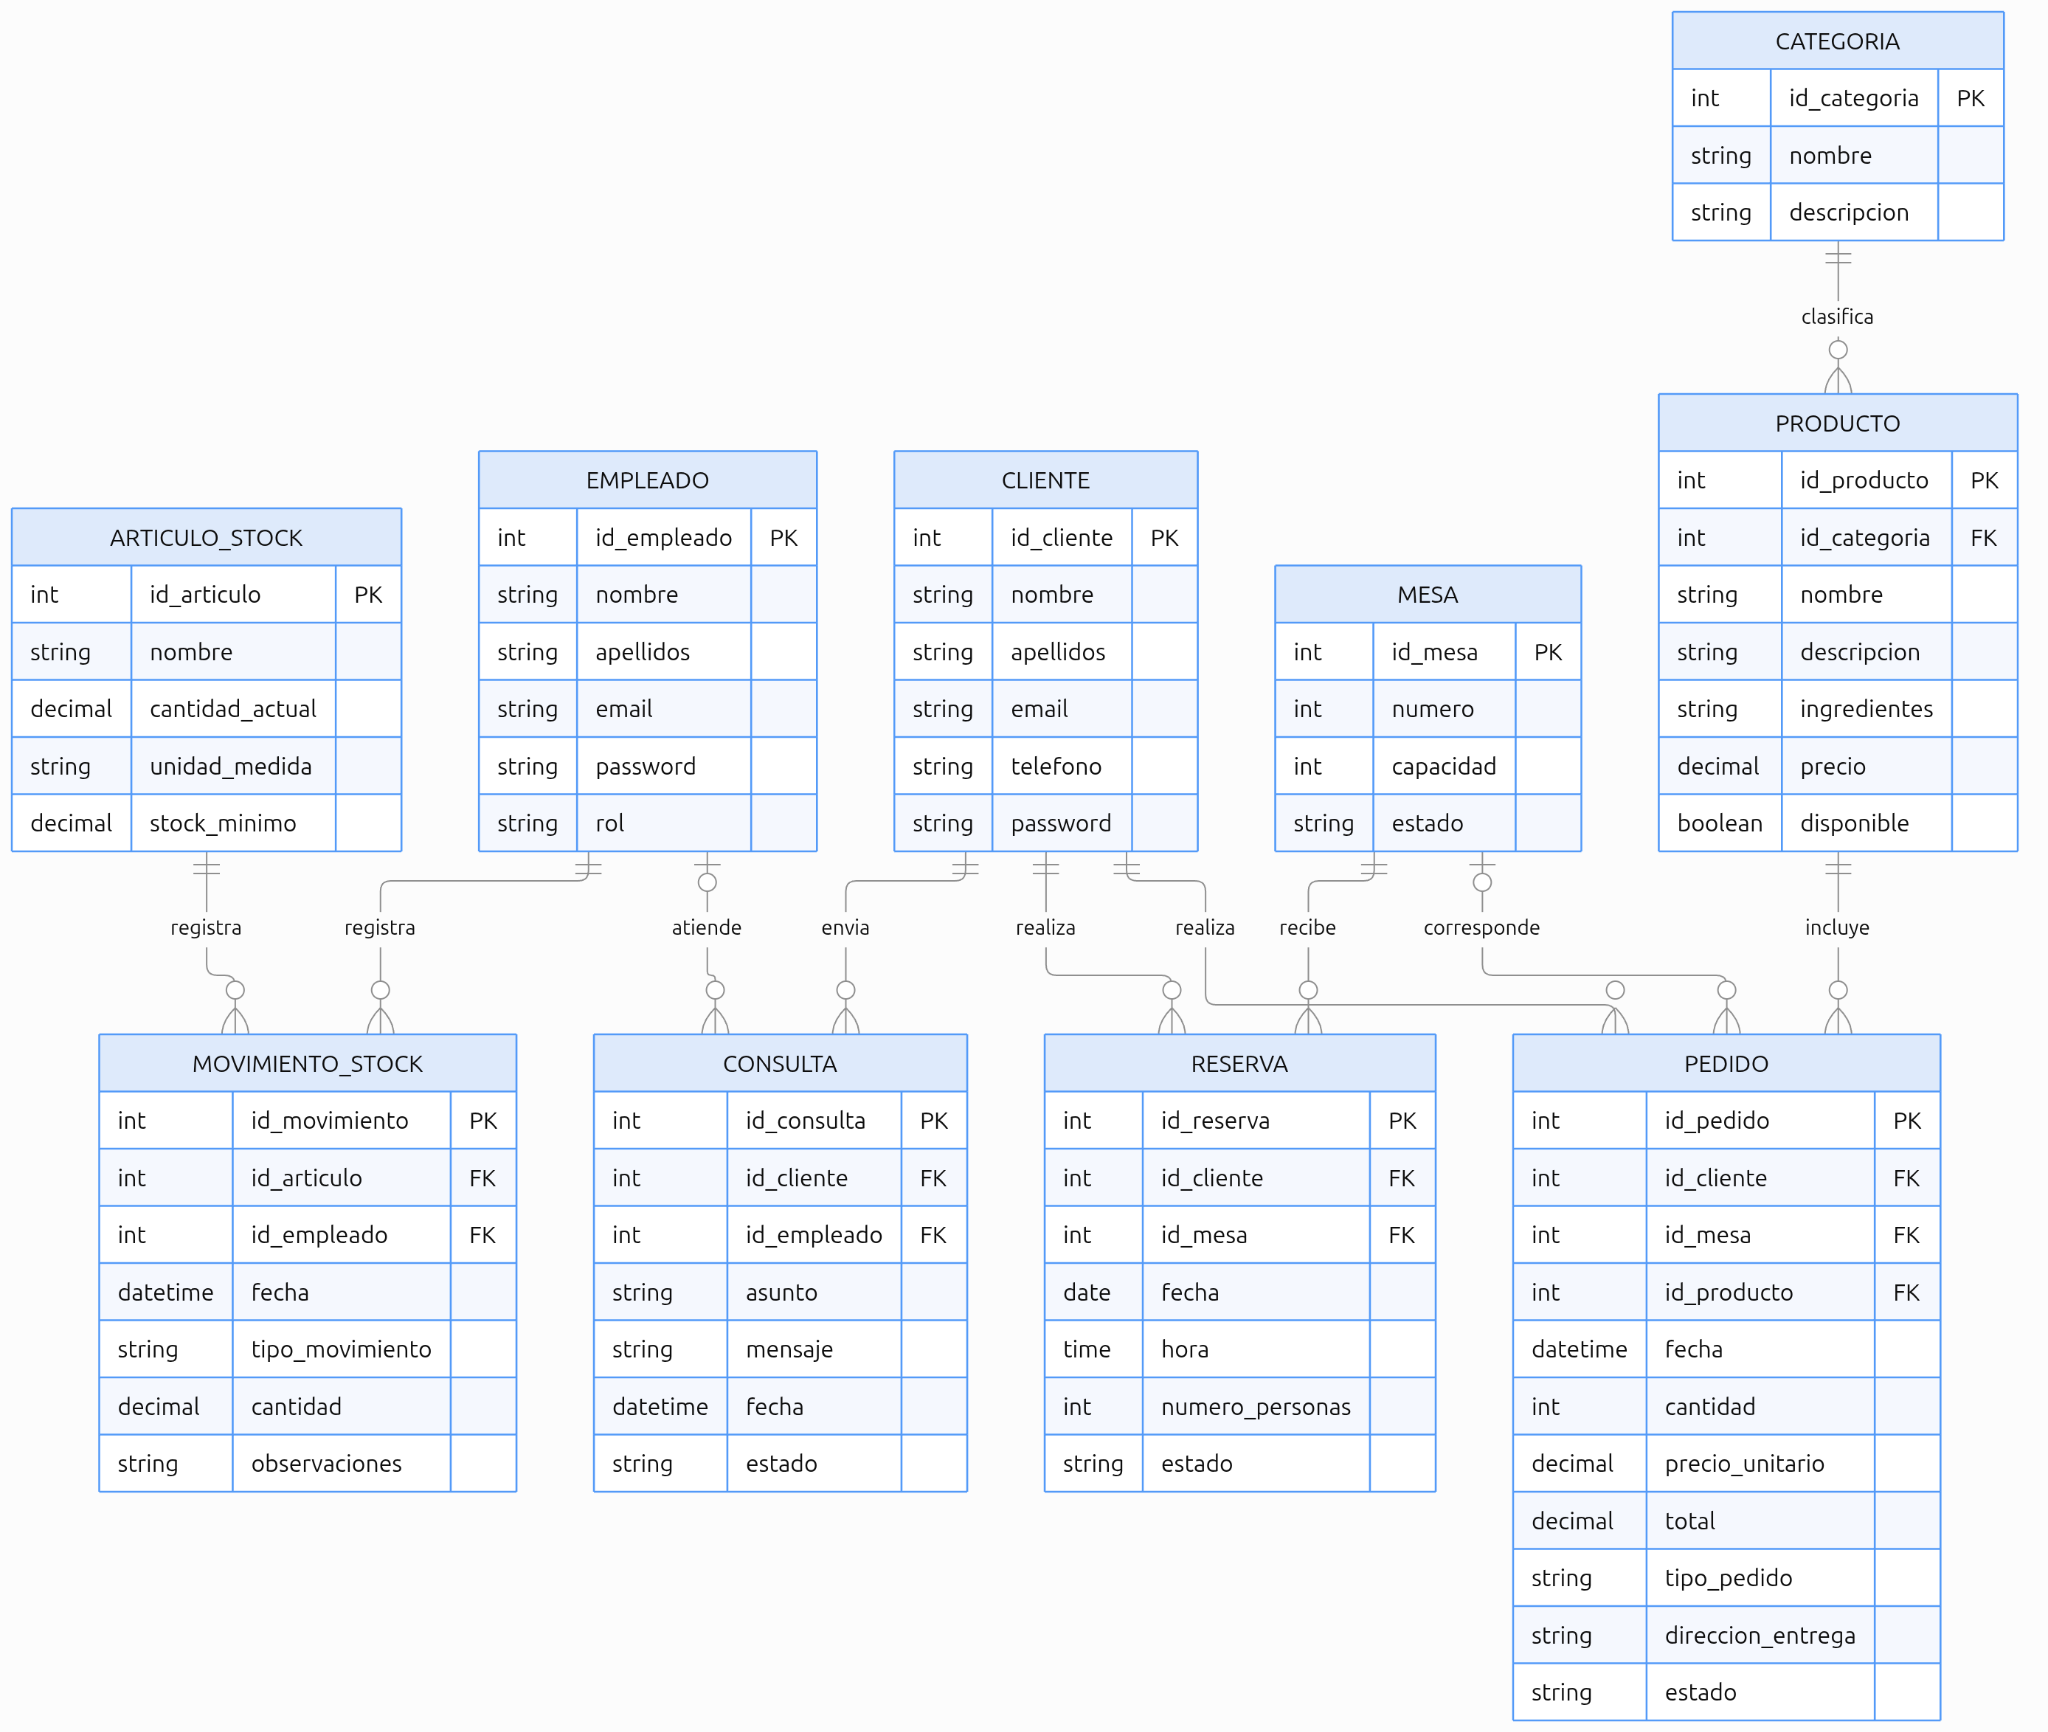 CATEGORIA
int id_categoria PK
string nombre
string descripcion
clasifica
PRODUCTO
int id_producto PK
int id_categoria FK
string nombre
string descripcion
string ingredientes
decimal precio
boolean disponible
EMPLEADO
int id_empleado PK
string nombre
string apellidos
string email
string password
string rol
CLIENTE
int id_cliente PK
string nombre
string apellidos
string email
string telefono
string password
ARTICULO_STOCK
int id_articulo PK
string nombre
decimal cantidad_actual
string unidad_medida
decimal stock_minimo
MESA
int id_mesa PK
int numero
int capacidad
string estado
registra
registra
atiende
envia
realiza
realiza
recibe
corresponde
incluye
MOVIMIENTO_STOCK
int id_movimiento PK
int id_articulo FK
int id_empleado FK
datetime fecha
string tipo_movimiento
decimal cantidad
string observaciones
CONSULTA
int id_consulta PK
int id_cliente FK
int id_empleado FK
string asunto
string mensaje
datetime fecha
string estado
RESERVA
int id_reserva PK
int id_cliente FK
int id_mesa FK
date fecha
time hora
int numero_personas
string estado
PEDIDO
int id_pedido PK
int id_cliente FK
int id_mesa FK
int id_producto FK
datetime fecha
int cantidad
decimal precio_unitario
decimal total
string tipo_pedido
string direccion_entrega
string estado